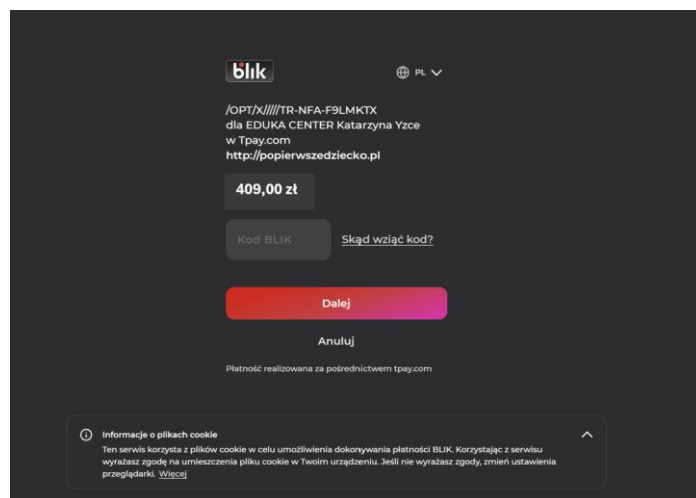 blik
PL
/OPT/X/////TR-NFA-F9LMKTX
dla EDUKA CENTER Katarzyna Yzce
w Tpay.com
http://popierwszedziecko.pl
409,00 zł
Kod BLIK Skąd wziąć kod?
Dalej
Anuluj
Płatność realizowana za pośrednictwem tpay.com
Informacje o plikach cookie
Ten serwis korzysta z plików cookie w celu umożliwienia dokonywania płatności BLIK. Korzystając z serwisu
wyrażasz zgodę na umieszczenia pliku cookie w Twoim urządzeniu. Jeśli nie wyrażasz zgody, zmień ustawienia
przeglądarki. Więcej